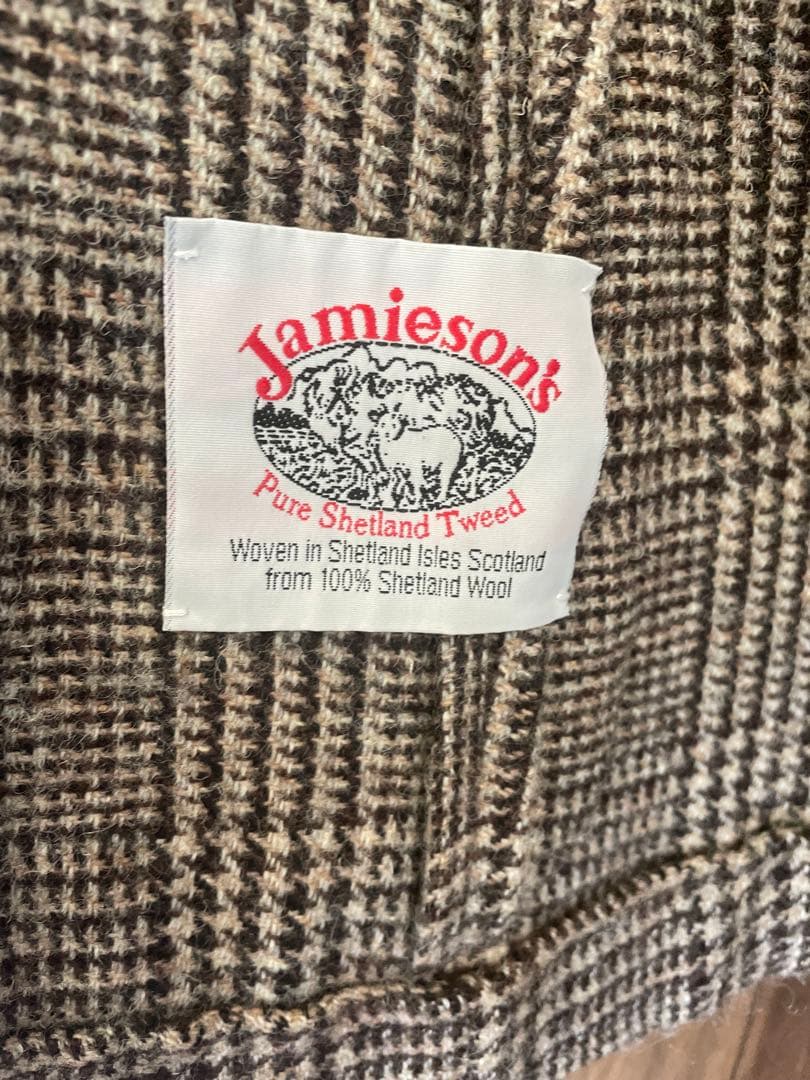 Jamieson's
Pure Shetland Tweed
Woven in Shetland Isles Scotland
from 100% Shetland Wool